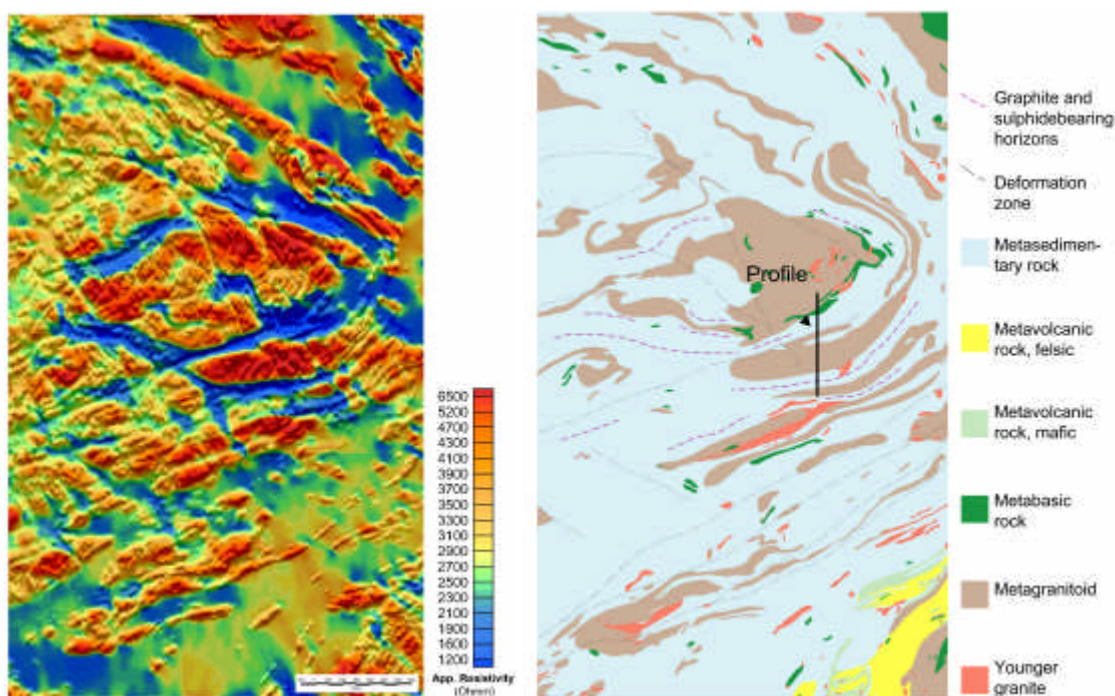 6500
5200
4700
4300
4100
3900
3700
3500
3300
3100
2900
2700
2500
2300
2100
1900
1600
1200
App. Resistivity
(Ohmm)
Profile
Graphite and
sulphidebearing
horizons
Deformation
zone
Metasedimen-
tary rock
Metavolcanic
rock, felsic
Metavolcanic
rock, mafic
Metabasic
rock
Metagranitoid
Younger
granite